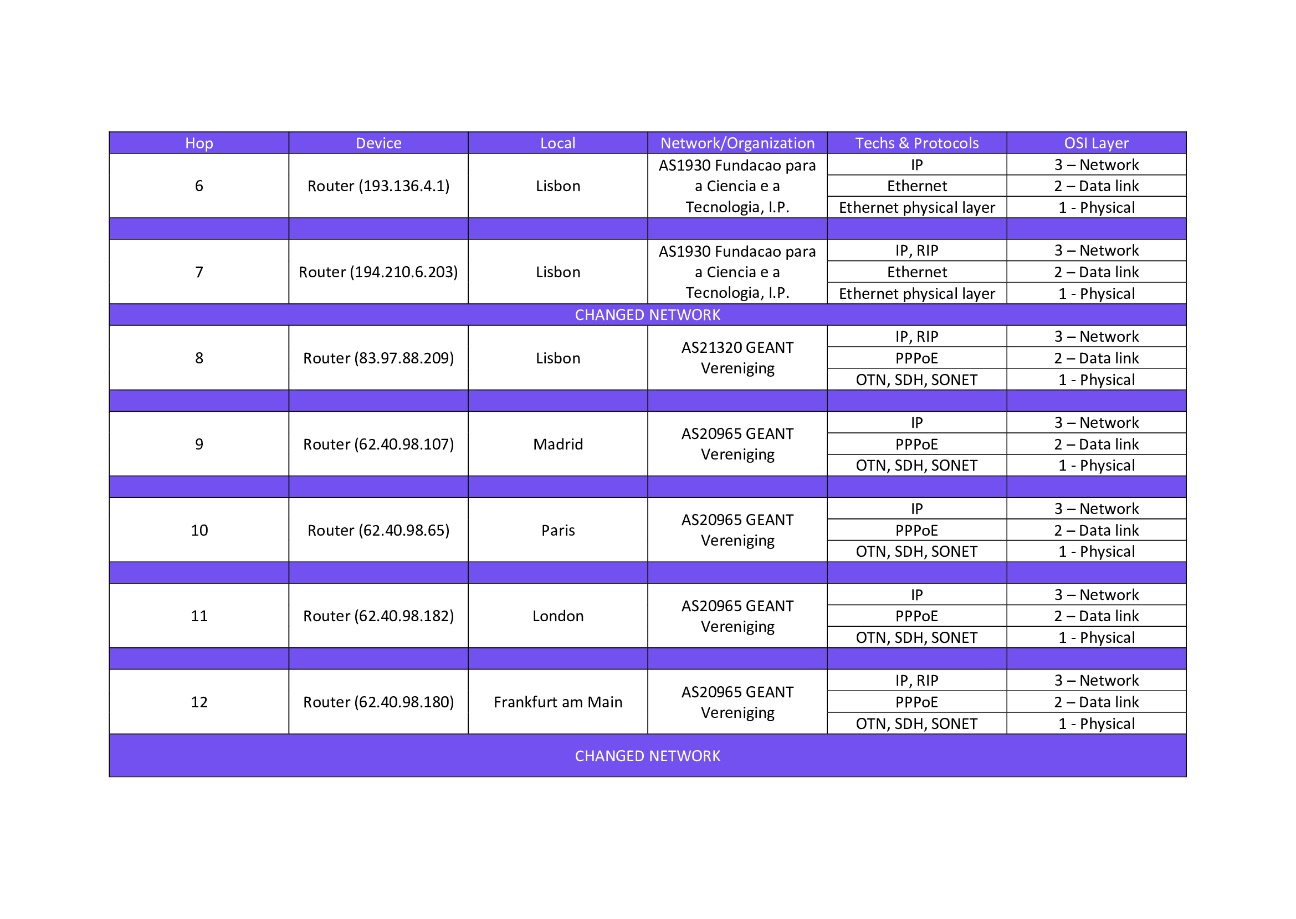 Hop Device Local Network/Organization Techs & Protocols OSI Layer
6 Router (193.136.4.1) Lisbon AS1930 Fundacao para
a Ciencia e a
Tecnologia, I.P.
IP 3 – Network
Ethernet 2 – Data link
Ethernet physical layer 1 - Physical
7 Router (194.210.6.203) Lisbon AS1930 Fundacao para
a Ciencia e a
Tecnologia, I.P.
IP, RIP 3 – Network
Ethernet 2 – Data link
Ethernet physical layer 1 - Physical
CHANGED NETWORK
8 Router (83.97.88.209) Lisbon AS21320 GEANT
Vereniging
IP, RIP 3 – Network
PPPoE 2 – Data link
OTN, SDH, SONET 1 - Physical
9 Router (62.40.98.107) Madrid AS20965 GEANT
Vereniging
IP 3 – Network
PPPoE 2 – Data link
OTN, SDH, SONET 1 - Physical
10 Router (62.40.98.65) Paris AS20965 GEANT
Vereniging
IP 3 – Network
PPPoE 2 – Data link
OTN, SDH, SONET 1 - Physical
11 Router (62.40.98.182) London AS20965 GEANT
Vereniging
IP 3 – Network
PPPoE 2 – Data link
OTN, SDH, SONET 1 - Physical
12 Router (62.40.98.180) Frankfurt am Main AS20965 GEANT
Vereniging
IP, RIP 3 – Network
PPPoE 2 – Data link
OTN, SDH, SONET 1 - Physical
CHANGED NETWORK